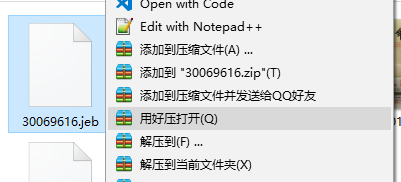 Open with Code
Edit with Notepad++
添加到压缩文件(A) ...
添加到 "30069616.zip"(T)
添加到压缩文件并发送给QQ好友
用好压打开(Q)
解压到(F) ...
解压到当前文件夹(X)
30069616.jeb
01